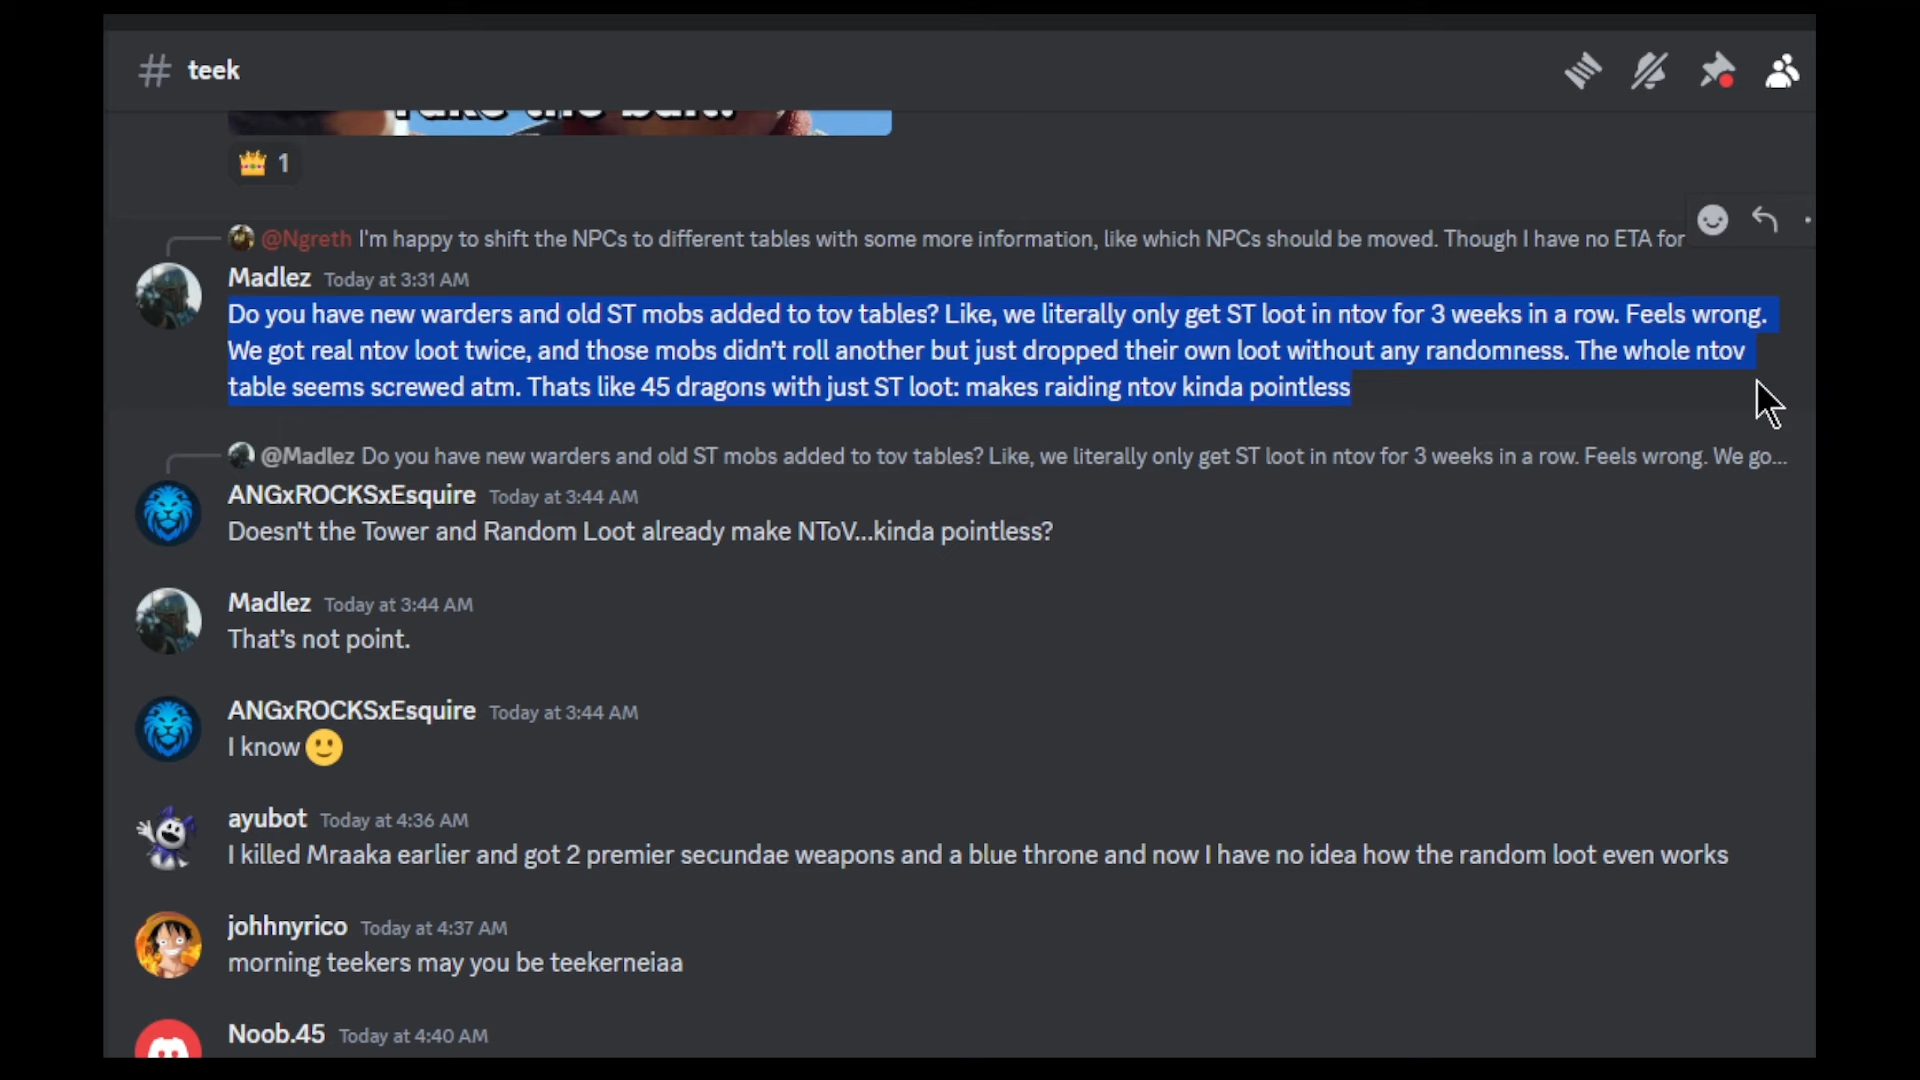 teek
1
@Ngreth I'm happy to shift the NPCs to different tables with some more information, like which NPCs should be moved. Though I have no ETA for
Madlez Today at 3:31 AM
Do you have new warders and old ST mobs added to tov tables? Like, we literally only get ST loot in ntov for 3 weeks in a row. Feels wrong.
We got real ntov loot twice, and those mobs didn't roll another but just dropped their own loot without any randomness. The whole ntov
table seems screwed atm. Thats like 45 dragons with just ST loot: makes raiding ntov kinda pointless
@Madlez Do you have new warders and old ST mobs added to tov tables? Like, we literally only get ST loot in ntov for 3 weeks in a row. Feels wrong. We go...
ANGxROCKSxEsquire Today at 3:44 AM
Doesn't the Tower and Random Loot already make NToV...kinda pointless?
Madlez Today at 3:44 AM
That's not point.
ANGxROCKSxEsquire Today at 3:44 AM
I know
ayubot Today at 4:36 AM
I killed Mraaka earlier and got 2 premier secundae weapons and a blue throne and now I have no idea how the random loot even works
johhnyrico Today at 4:37 AM
morning teekers may you be teekerneiaa
Noob.45 Today at 4:40 AM